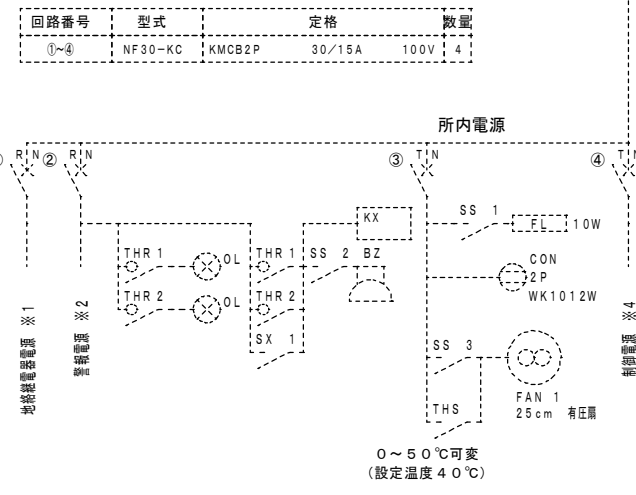 回路番号 型式 定格 数量
①~④ NF30-KC KMCB2P 30/15A 100V 4
所内電源
R N ② R N ③ T N ④ T N
KX
SS 1 FL 10W
THR 1 OL THR 1 SS 2 BZ
CON
2P
WK1012W
THR 2 OL THR 2
SX 1
SS 3
FAN 1
25cm 有圧扇
THS
地絡継電器電源 ※1
警報電源 ※2
制御電源 ※4
0~50℃可変
(設定温度40℃)